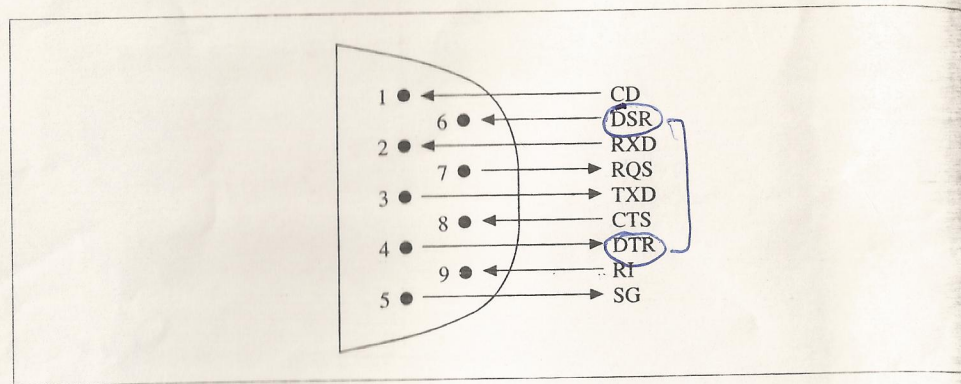 1 CD
6 DSR
2 RXD
7 RQS
3 TXD
8 CTS
4 DTR
9 RI
5 SG